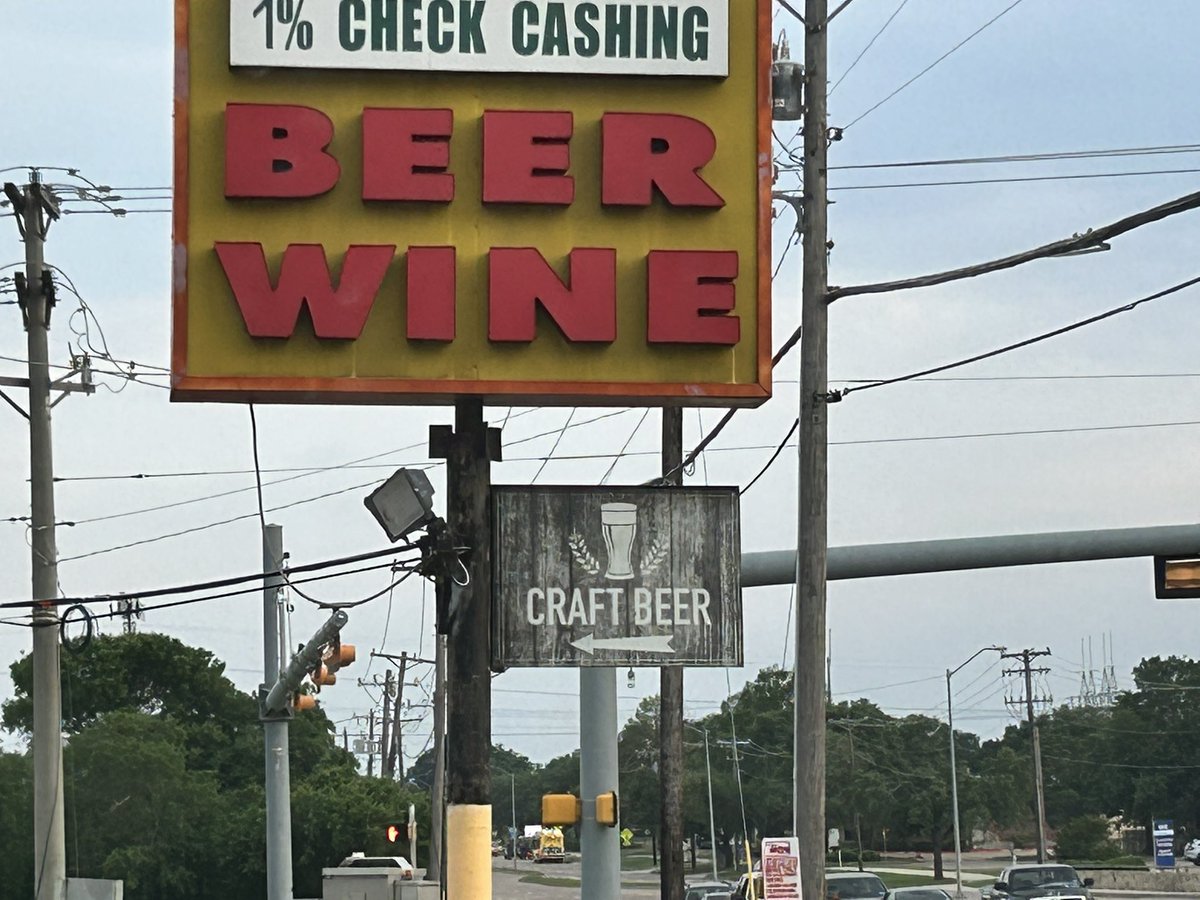 1% CHECK CASHING
BEER
WINE
CRAFT BEER